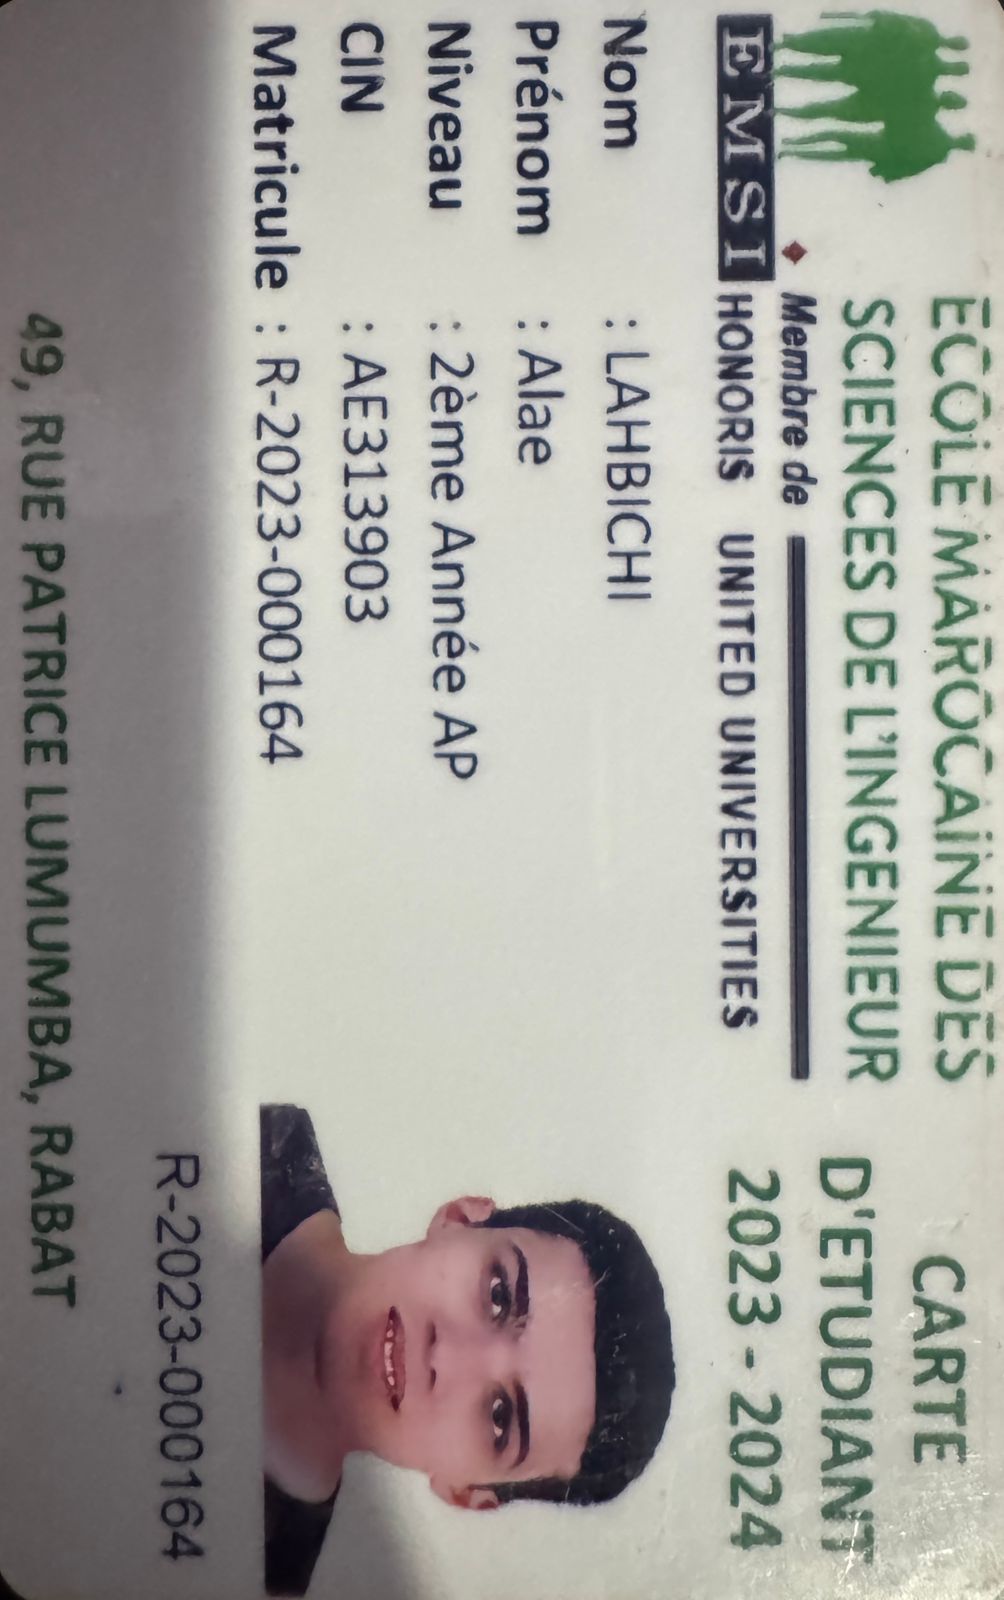 ECOLE MAROCAINE DES
SCIENCES DE L'INGENIEUR
Membre de
EMSI HONORIS UNITED UNIVERSITIES
CARTE
D'ETUDIANT
2023 - 2024
Nom : LAHBICHI
Prénom : Alae
Niveau : 2ème Année AP
CIN : AE313903
Matricule : R-2023-000164
R-2023-000164
49, RUE PATRICE LUMUMBA, RABAT